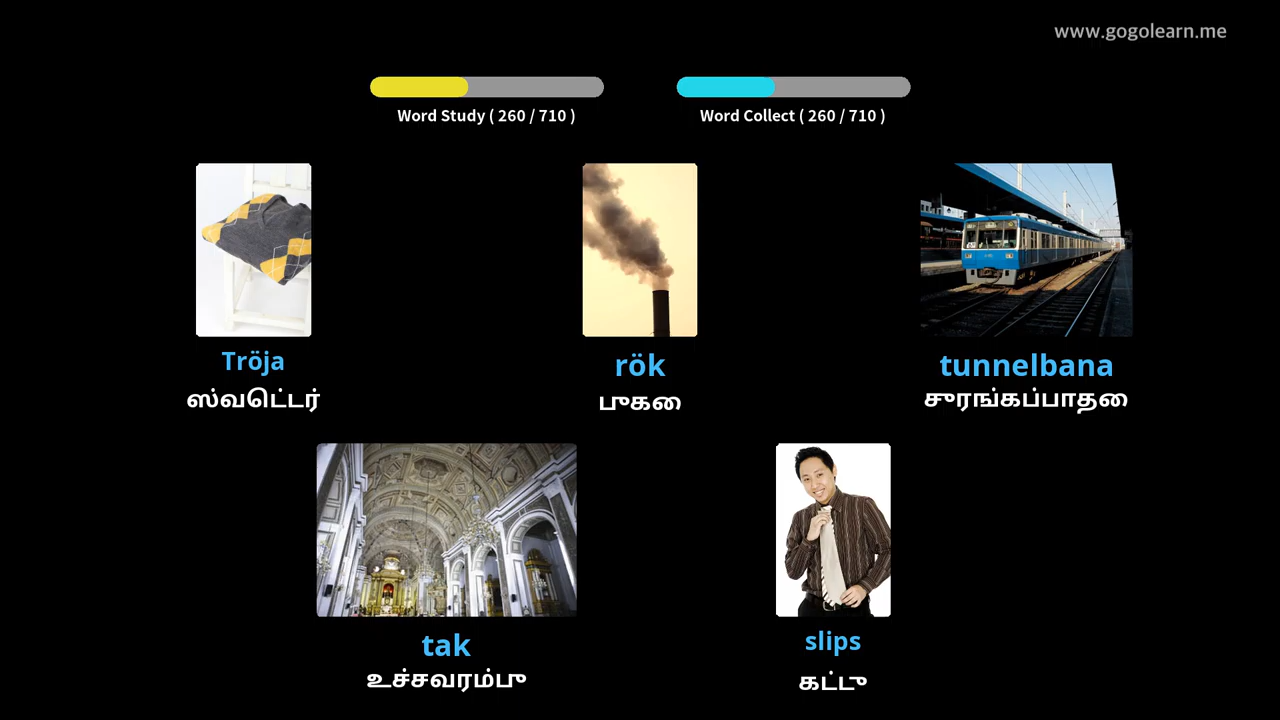 www.gogolearn.me
Word Study ( 260 / 710 )
Word Collect ( 260 / 710 )
Tröja
ஸ்வெட்டர்
rök
புகை
tunnelbana
சுரங்கப்பாதை
tak
உச்சவரம்பு
slips
கட்டு